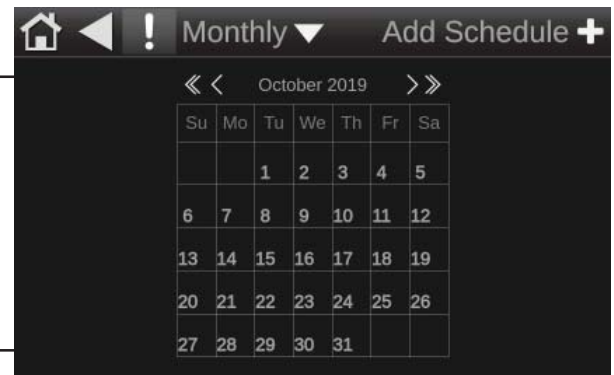 ! Monthly Add Schedule +
« < October 2019 > »
Su Mo Tu We Th Fr Sa
1 2 3 4 5
6 7 8 9 10 11 12
13 14 15 16 17 18 19
20 21 22 23 24 25 26
27 28 29 30 31